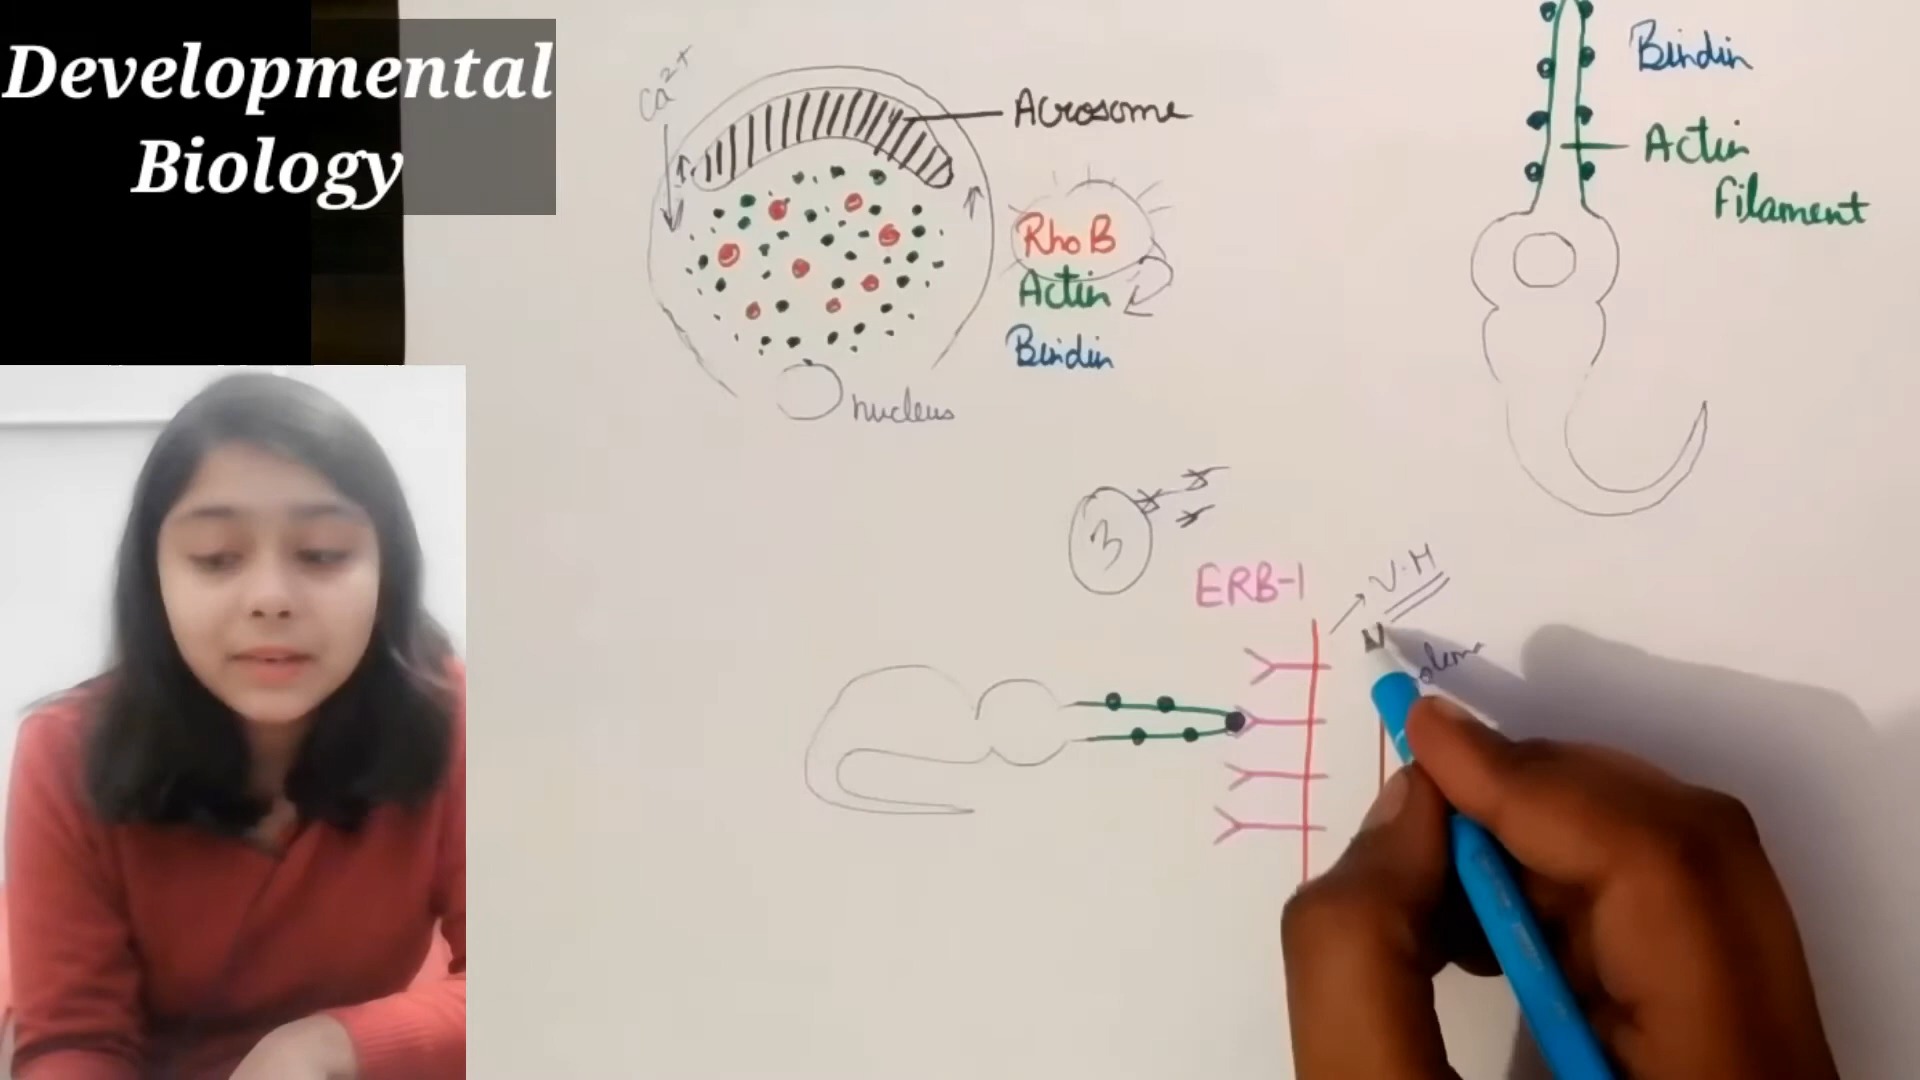 Developmental
Biology
Ca2+
Acrosome
RhoB
Actin
Bindin
nucleus
Bindin
Actin
Filament
3
ERB-1
V.M